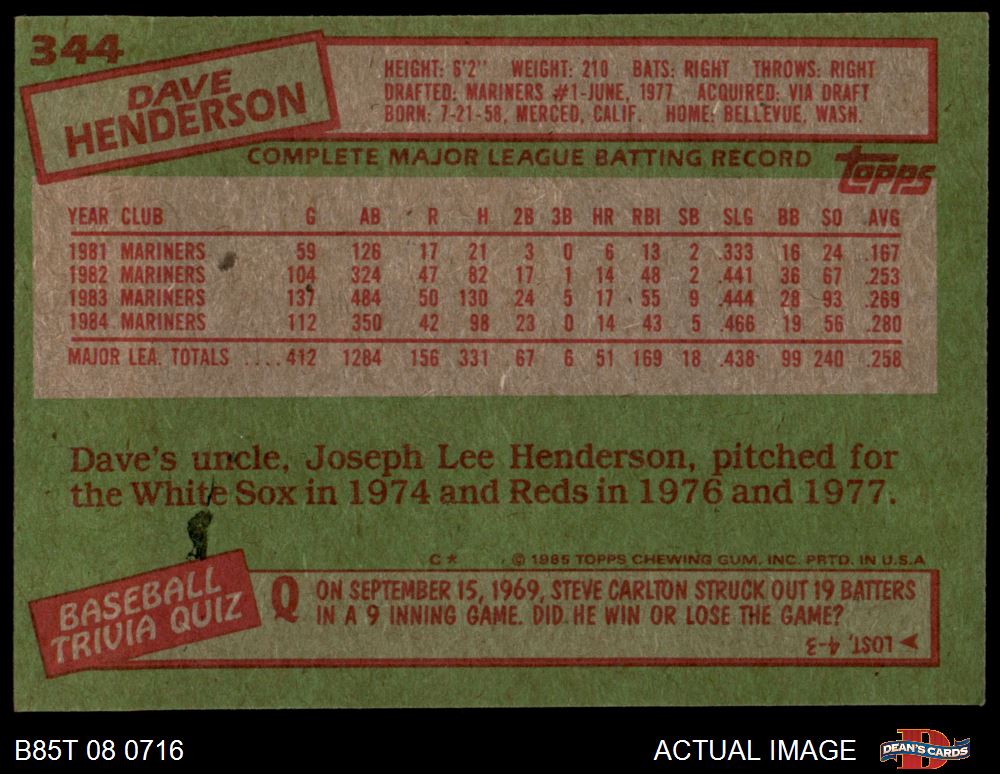 344
DAVE
HENDERSON
HEIGHT: 6'2" WEIGHT: 210 BATS: RIGHT THROWS: RIGHT
DRAFTED: MARINERS #1-JUNE, 1977 ACQUIRED: VIA DRAFT
BORN: 7-21-58, MERCED, CALIF. HOME: BELLEVUE, WASH.
COMPLETE MAJOR LEAGUE BATTING RECORD
topps
YEAR CLUB G AB R H 2B 3B HR RBI SB SLG BB SO AVG
1981 MARINERS 59 126 17 21 3 0 6 13 2 .333 16 24 .167
1982 MARINERS 104 324 47 82 17 1 14 48 2 .441 36 67 .253
1983 MARINERS 137 484 50 130 24 5 17 55 9 .444 28 93 .269
1984 MARINERS 112 350 42 98 23 0 14 43 5 .466 19 56 .280
MAJOR LEA. TOTALS ....412 1284 156 331 67 6 51 169 18 .438 99 240 .258
Dave's uncle, Joseph Lee Henderson, pitched for
the White Sox in 1974 and Reds in 1976 and 1977.
C* © 1985 TOPPS CHEWING GUM, INC. PRTD. IN U.S.A
BASEBALL
TRIVIA QUIZ
Q ON SEPTEMBER 15, 1969, STEVE CARLTON STRUCK OUT 19 BATTERS
IN A 9 INNING GAME. DID HE WIN OR LOSE THE GAME?
LOST, 4-3
B85T 08 0716
ACTUAL IMAGE
DEAN'S CARDS